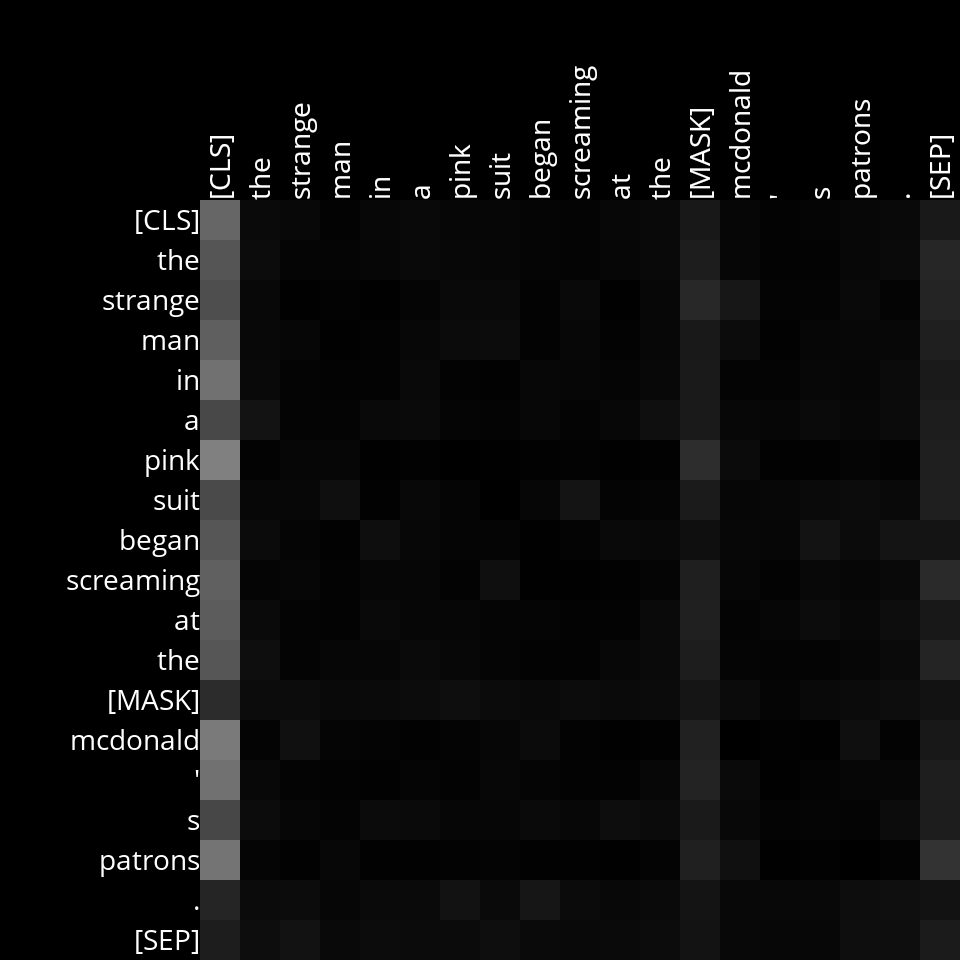 [CLS] the strange man in a pink suit began screaming at the [MASK] mcdonald ' s patrons . [SEP]
[CLS]
the
strange
man
in
a
pink
suit
began
screaming
at
the
[MASK]
mcdonald
'
s
patrons
.
[SEP]